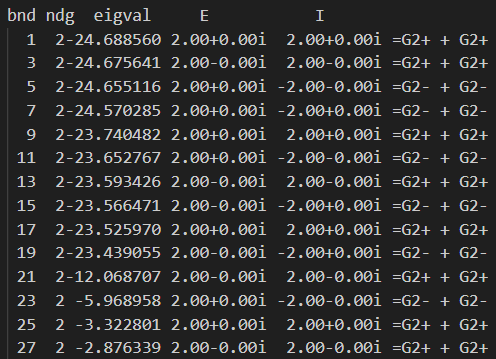 bnd ndg  eigval     E            I
  1  2-24.688560 2.00+0.00i  2.00+0.00i =G2+ + G2+
  3  2-24.675641 2.00-0.00i  2.00-0.00i =G2+ + G2+
  5  2-24.655116 2.00+0.00i -2.00+0.00i =G2- + G2-
  7  2-24.570285 2.00+0.00i -2.00-0.00i =G2- + G2-
  9  2-23.740482 2.00+0.00i  2.00+0.00i =G2+ + G2+
 11  2-23.652767 2.00+0.00i -2.00-0.00i =G2- + G2-
 13  2-23.593426 2.00-0.00i  2.00-0.00i =G2+ + G2+
 15  2-23.566471 2.00-0.00i -2.00+0.00i =G2- + G2-
 17  2-23.525970 2.00+0.00i  2.00+0.00i =G2+ + G2+
 19  2-23.439055 2.00-0.00i -2.00+0.00i =G2- + G2-
 21  2-12.068707 2.00-0.00i  2.00-0.00i =G2+ + G2+
 23  2 -5.968958 2.00+0.00i -2.00-0.00i =G2- + G2-
 25  2 -3.322801 2.00+0.00i  2.00+0.00i =G2+ + G2+
 27  2 -2.876339 2.00-0.00i  2.00-0.00i =G2+ + G2+